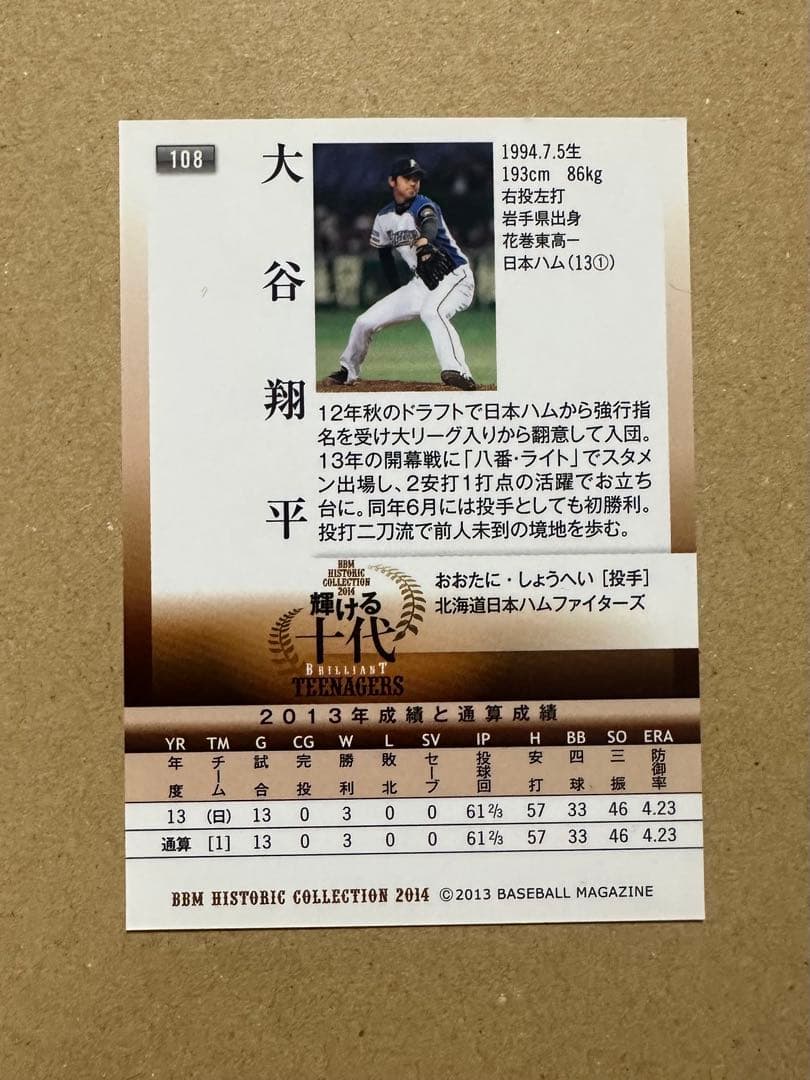 108
大谷翔平
1994.7.5生
193cm 86kg
右投左打
岩手県出身
花巻東高ー
日本ハム(13①)
12年秋のドラフトで日本ハムから強行指
名を受け大リーグ入りから翻意して入団。
13年の開幕戦に「八番・ライト」でスタメ
ン出場し、2安打1打点の活躍でお立ち
台に。同年6月には投手としても初勝利。
投打二刀流で前人未到の境地を歩む。
BBM
HISTORIC
COLLECTION
2014
輝ける
十代
BRILLIANT
TEENAGERS
おおたに・しょうへい[投手]
北海道日本ハムファイターズ
2013年成績と通算成績
YR TM G CG W L SV IP H BB SO ERA
年度 チーム 試合 完投 勝利 敗北 セーブ 投球回 安打 四球 三振 防御率
13 (日) 13 0 3 0 0 61 2/3 57 33 46 4.23
通算 [1] 13 0 3 0 0 61 2/3 57 33 46 4.23
BBM HISTORIC COLLECTION 2014 ©2013 BASEBALL MAGAZINE